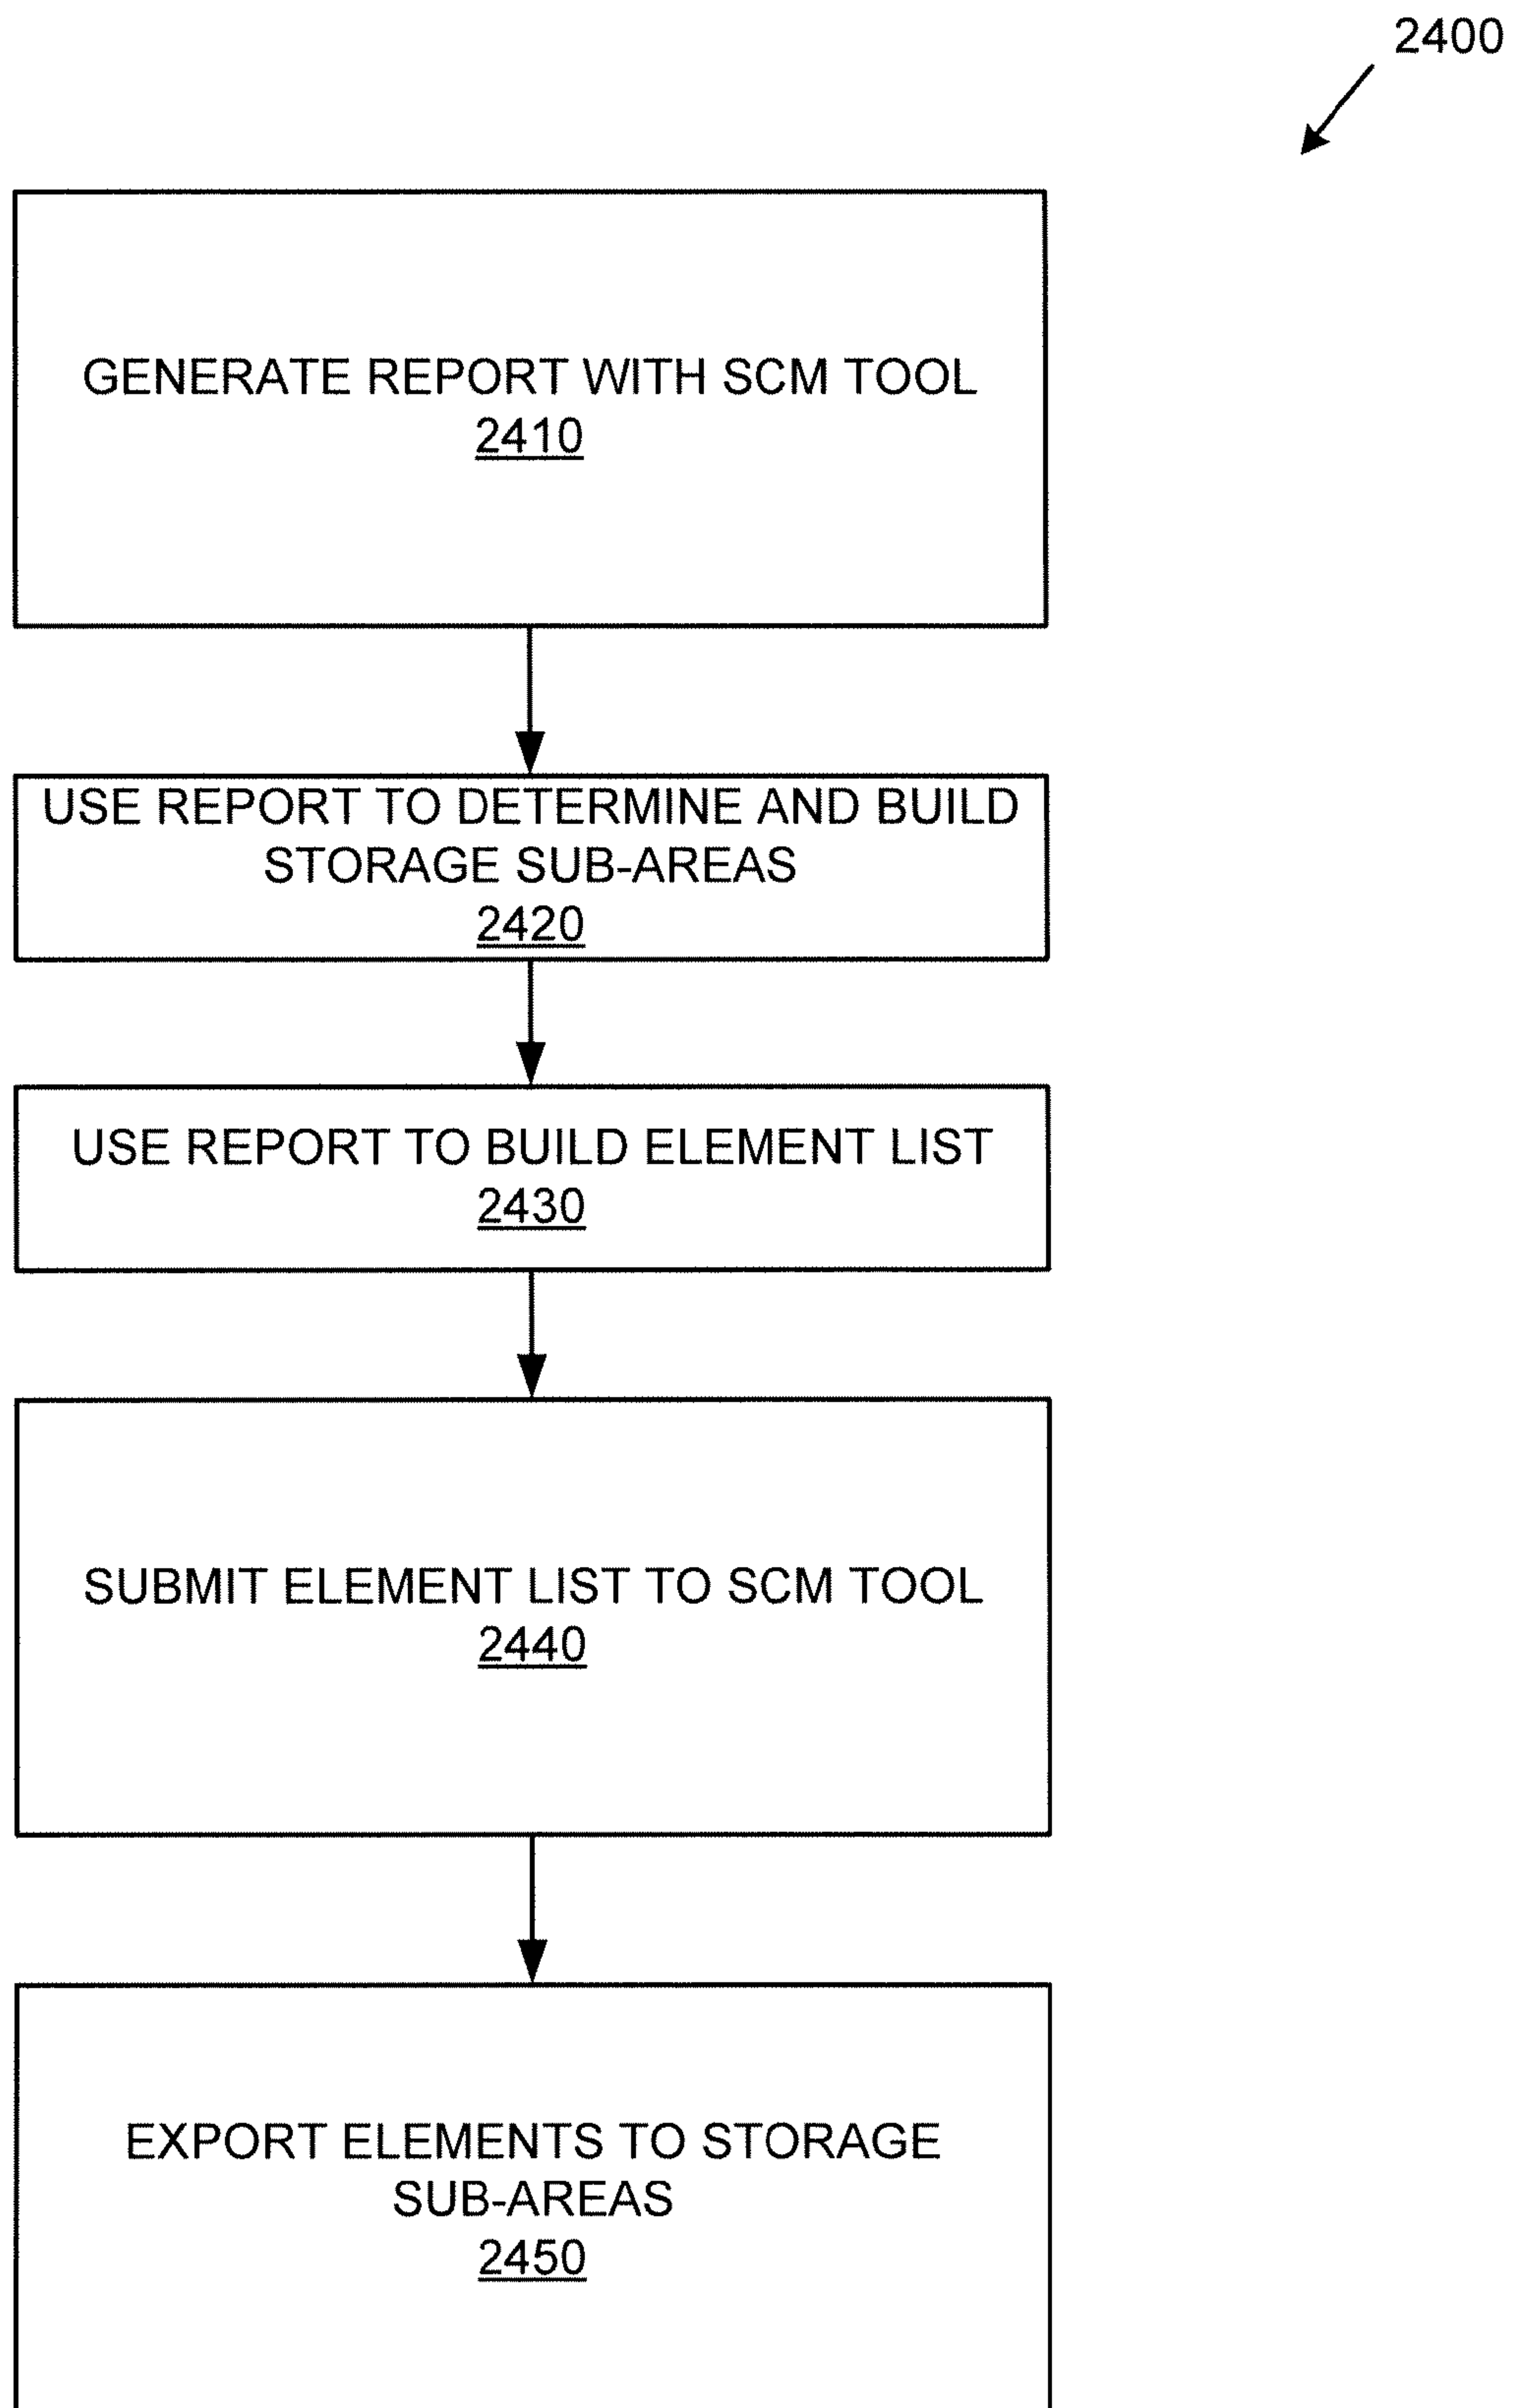 2400
GENERATE REPORT WITH SCM TOOL
2410
USE REPORT TO DETERMINE AND BUILD
STORAGE SUB-AREAS
2420
USE REPORT TO BUILD ELEMENT LIST
2430
SUBMIT ELEMENT LIST TO SCM TOOL
2440
EXPORT ELEMENTS TO STORAGE
SUB-AREAS
2450